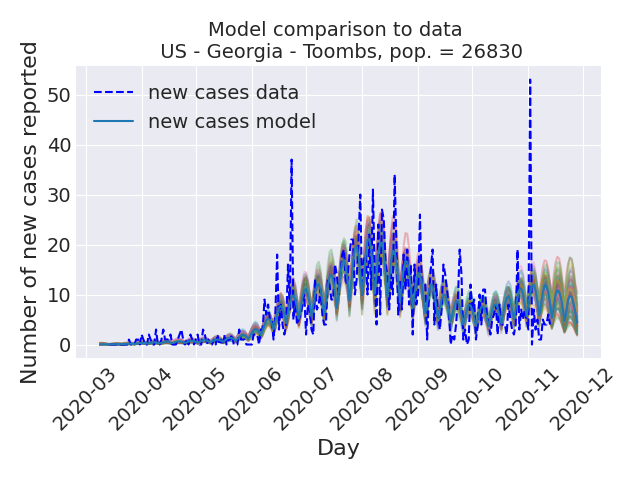 Model comparison to data
US - Georgia - Toombs, pop. = 26830
Number of new cases reported
50
40
30
20
10
0
new cases data
new cases model
2020-03
2020-04
2020-05
2020-06
2020-07
2020-08
2020-09
2020-10
2020-11
2020-12
Day